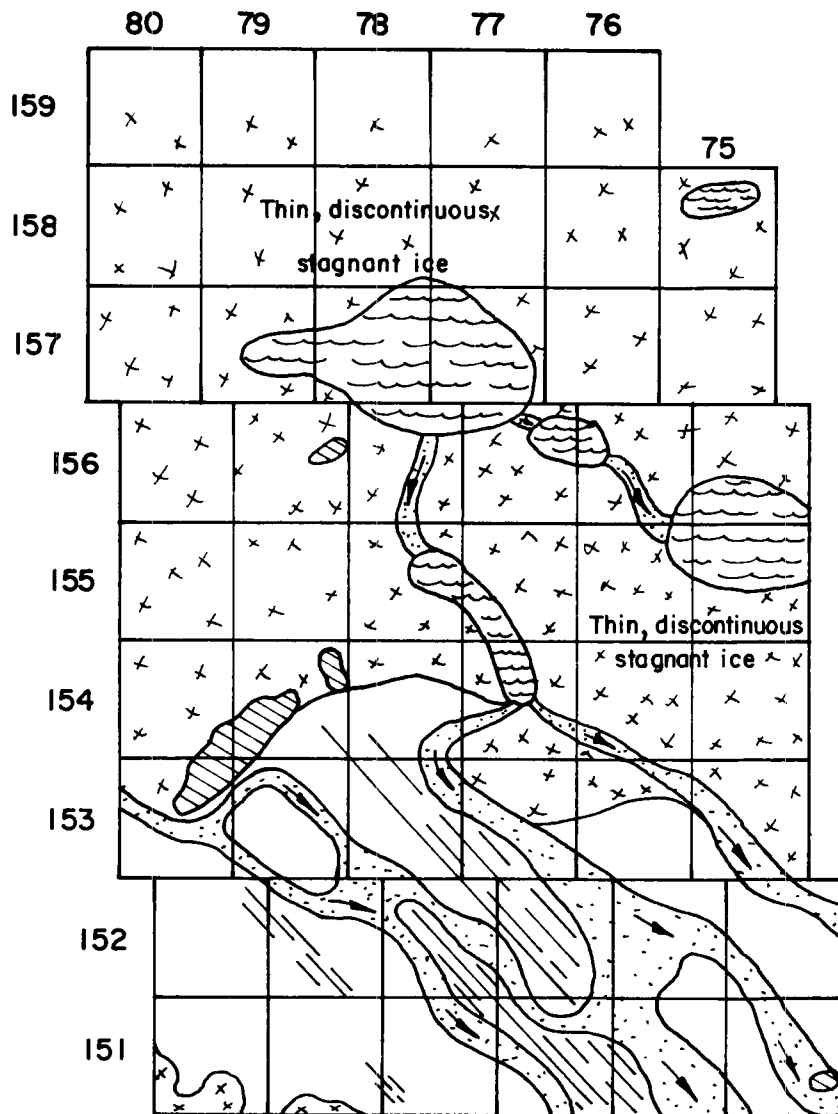 80 79 78 77 76
159
75
158
Thin, discontinuous
stagnant ice
157
156
155
Thin, discontinuous
stagnant ice
154
153
152
151